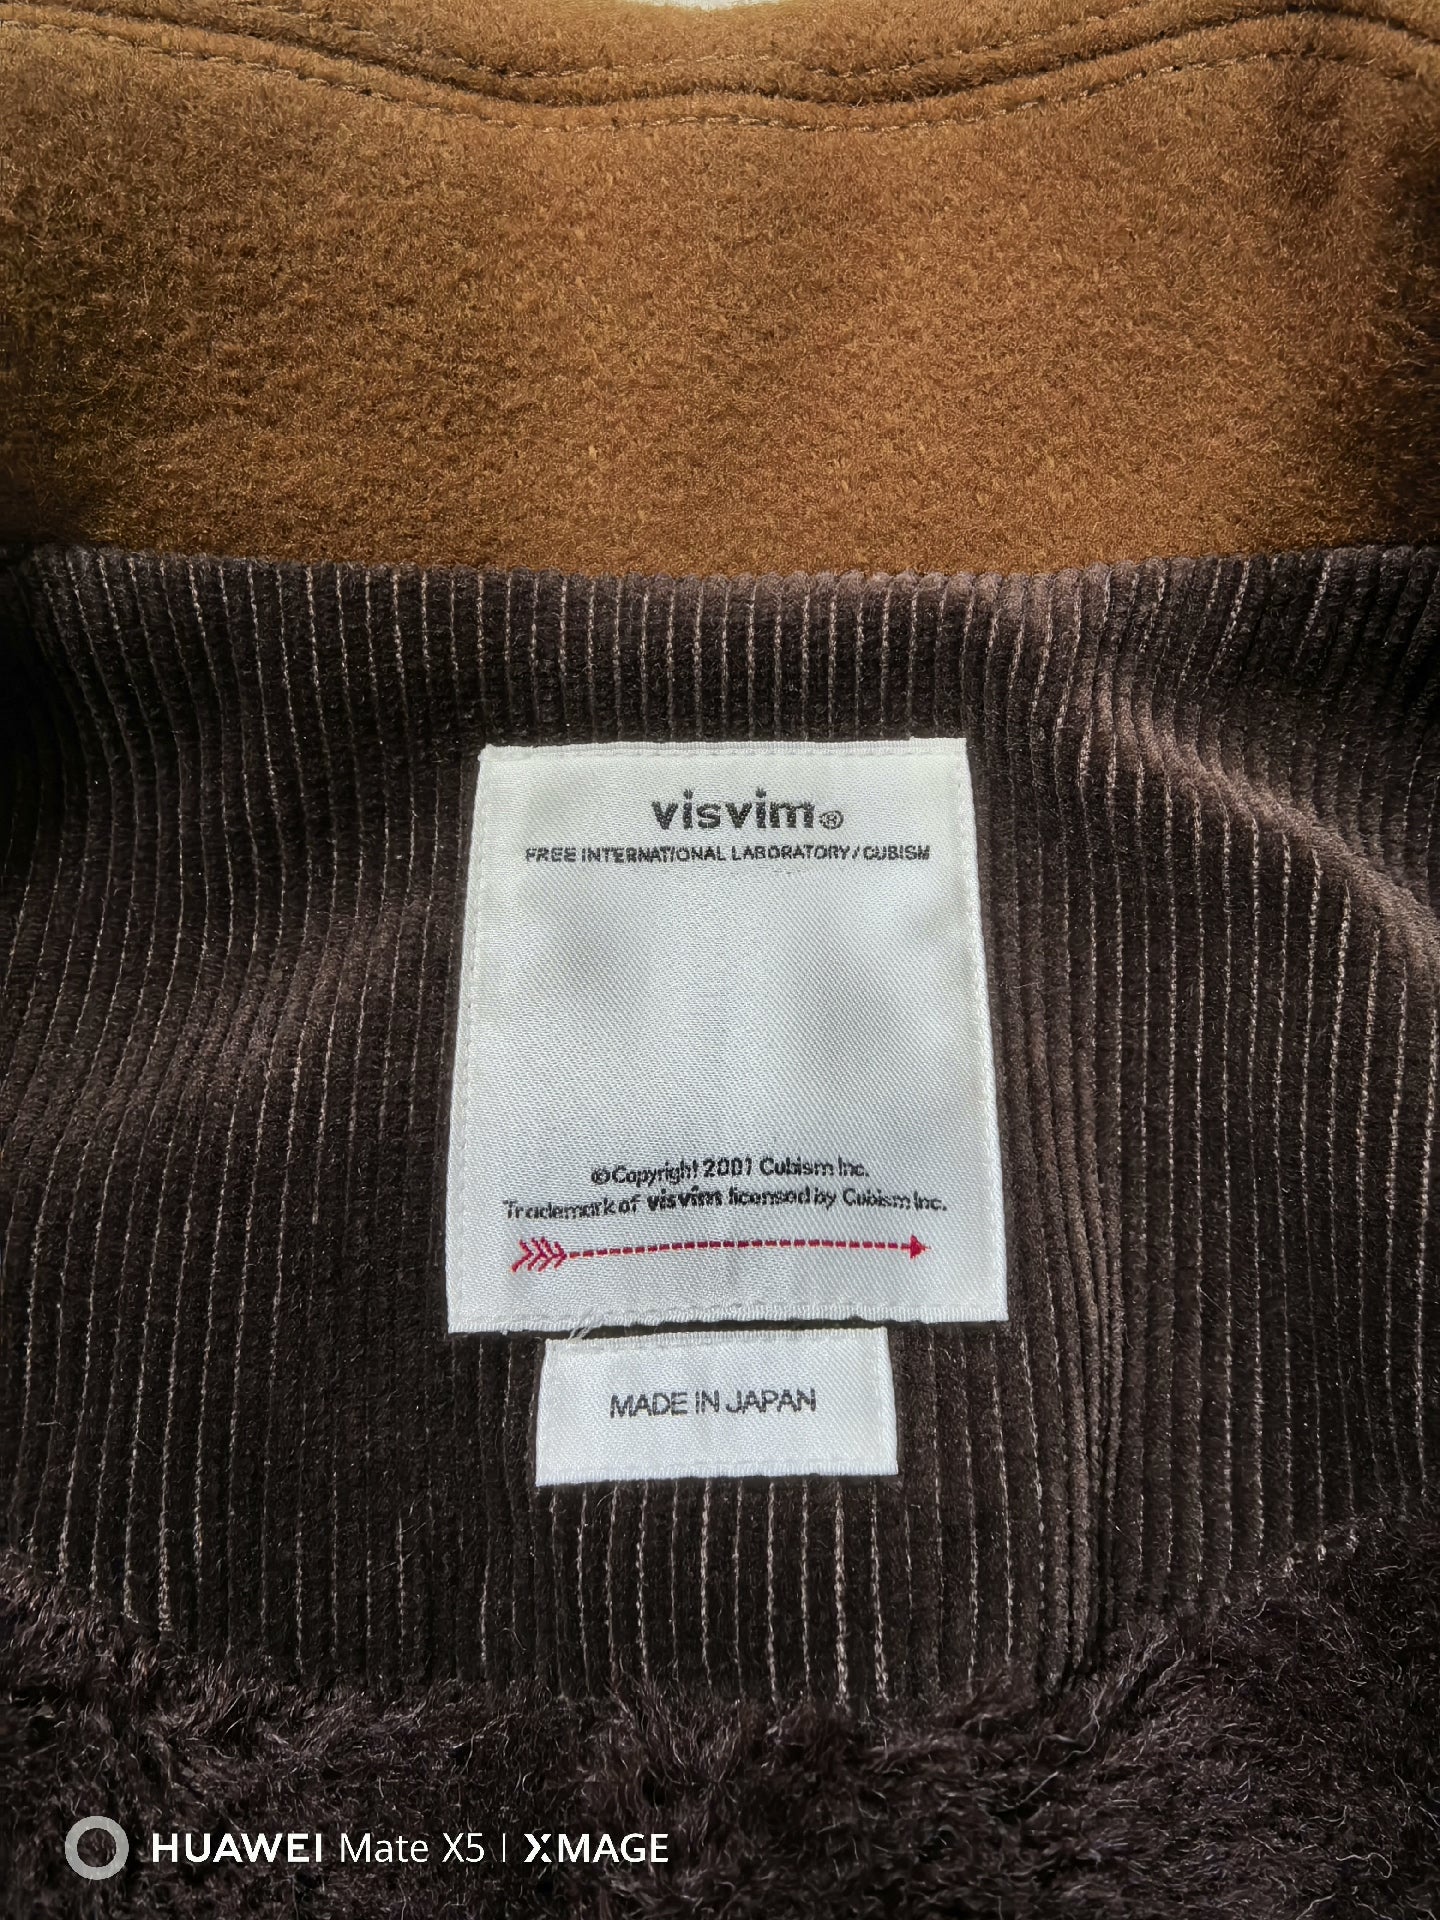 visvim®
FREE INTERNATIONAL LABORATORY/CUBISM
©Copyright 2001 Cubism Inc.
Trademark of visvim licensed by Cubism Inc.
MADE IN JAPAN
HUAWEI Mate X5 | XMAGE